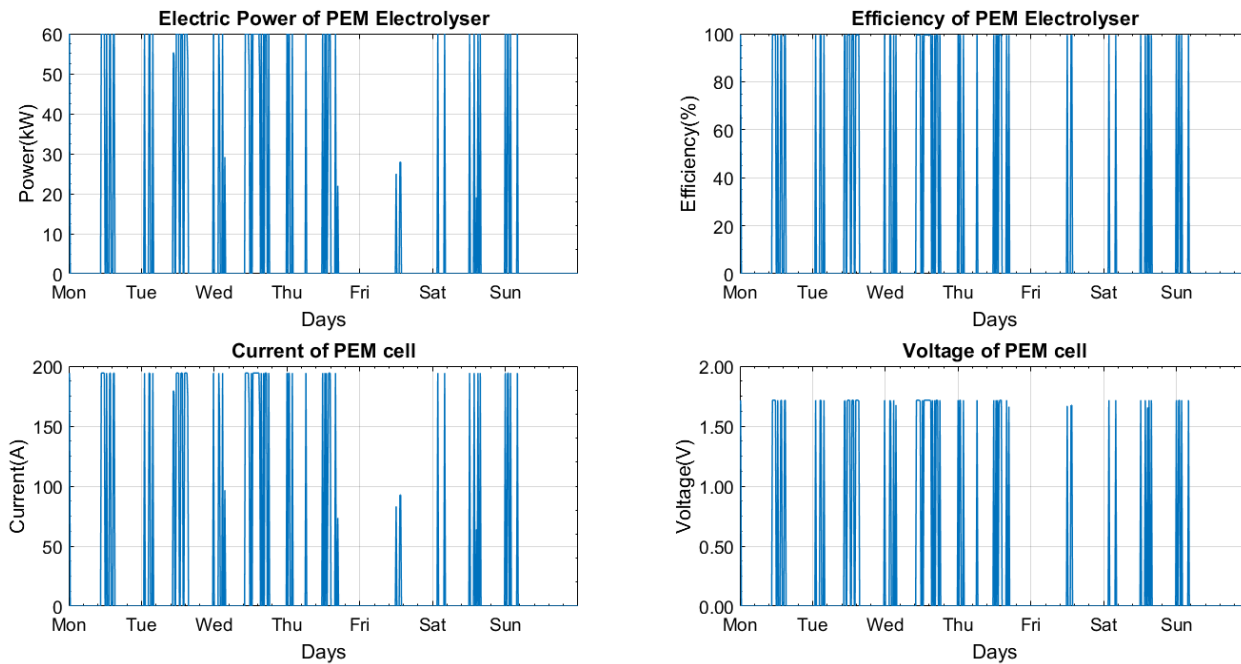 Electric Power of PEM Electrolyser
Power(kW)
60
50
40
30
20
10
0
Mon Tue Wed Thu Fri Sat Sun
Days
Efficiency of PEM Electrolyser
Efficiency(%)
100
80
60
40
20
0
Mon Tue Wed Thu Fri Sat Sun
Days
Current of PEM cell
Current(A)
200
150
100
50
0
Mon Tue Wed Thu Fri Sat Sun
Days
Voltage of PEM cell
Voltage(V)
2.00
1.50
1.00
0.50
0.00
Mon Tue Wed Thu Fri Sat Sun
Days